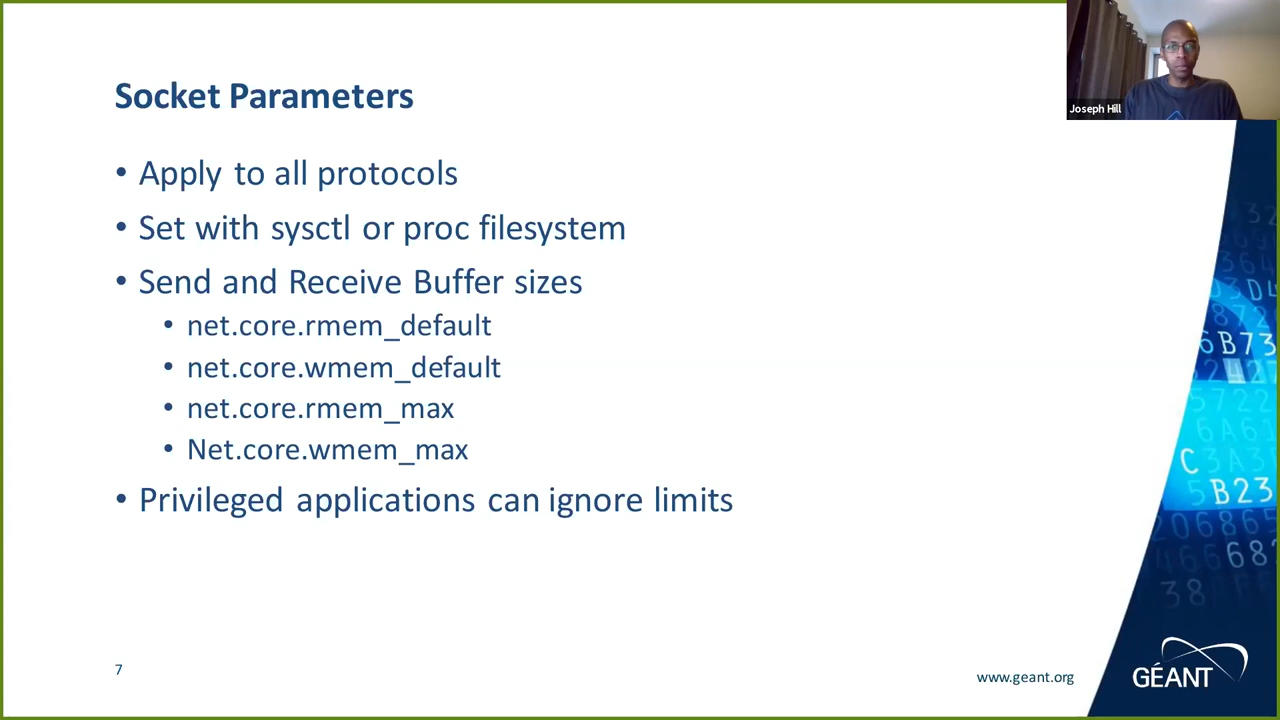 Socket Parameters
• Apply to all protocols
• Set with sysctl or proc filesystem
• Send and Receive Buffer sizes
• net.core.rmem_default
• net.core.wmem_default
• net.core.rmem_max
• Net.core.wmem_max
• Privileged applications can ignore limits
7
www.geant.org
GÉANT
Joseph Hill